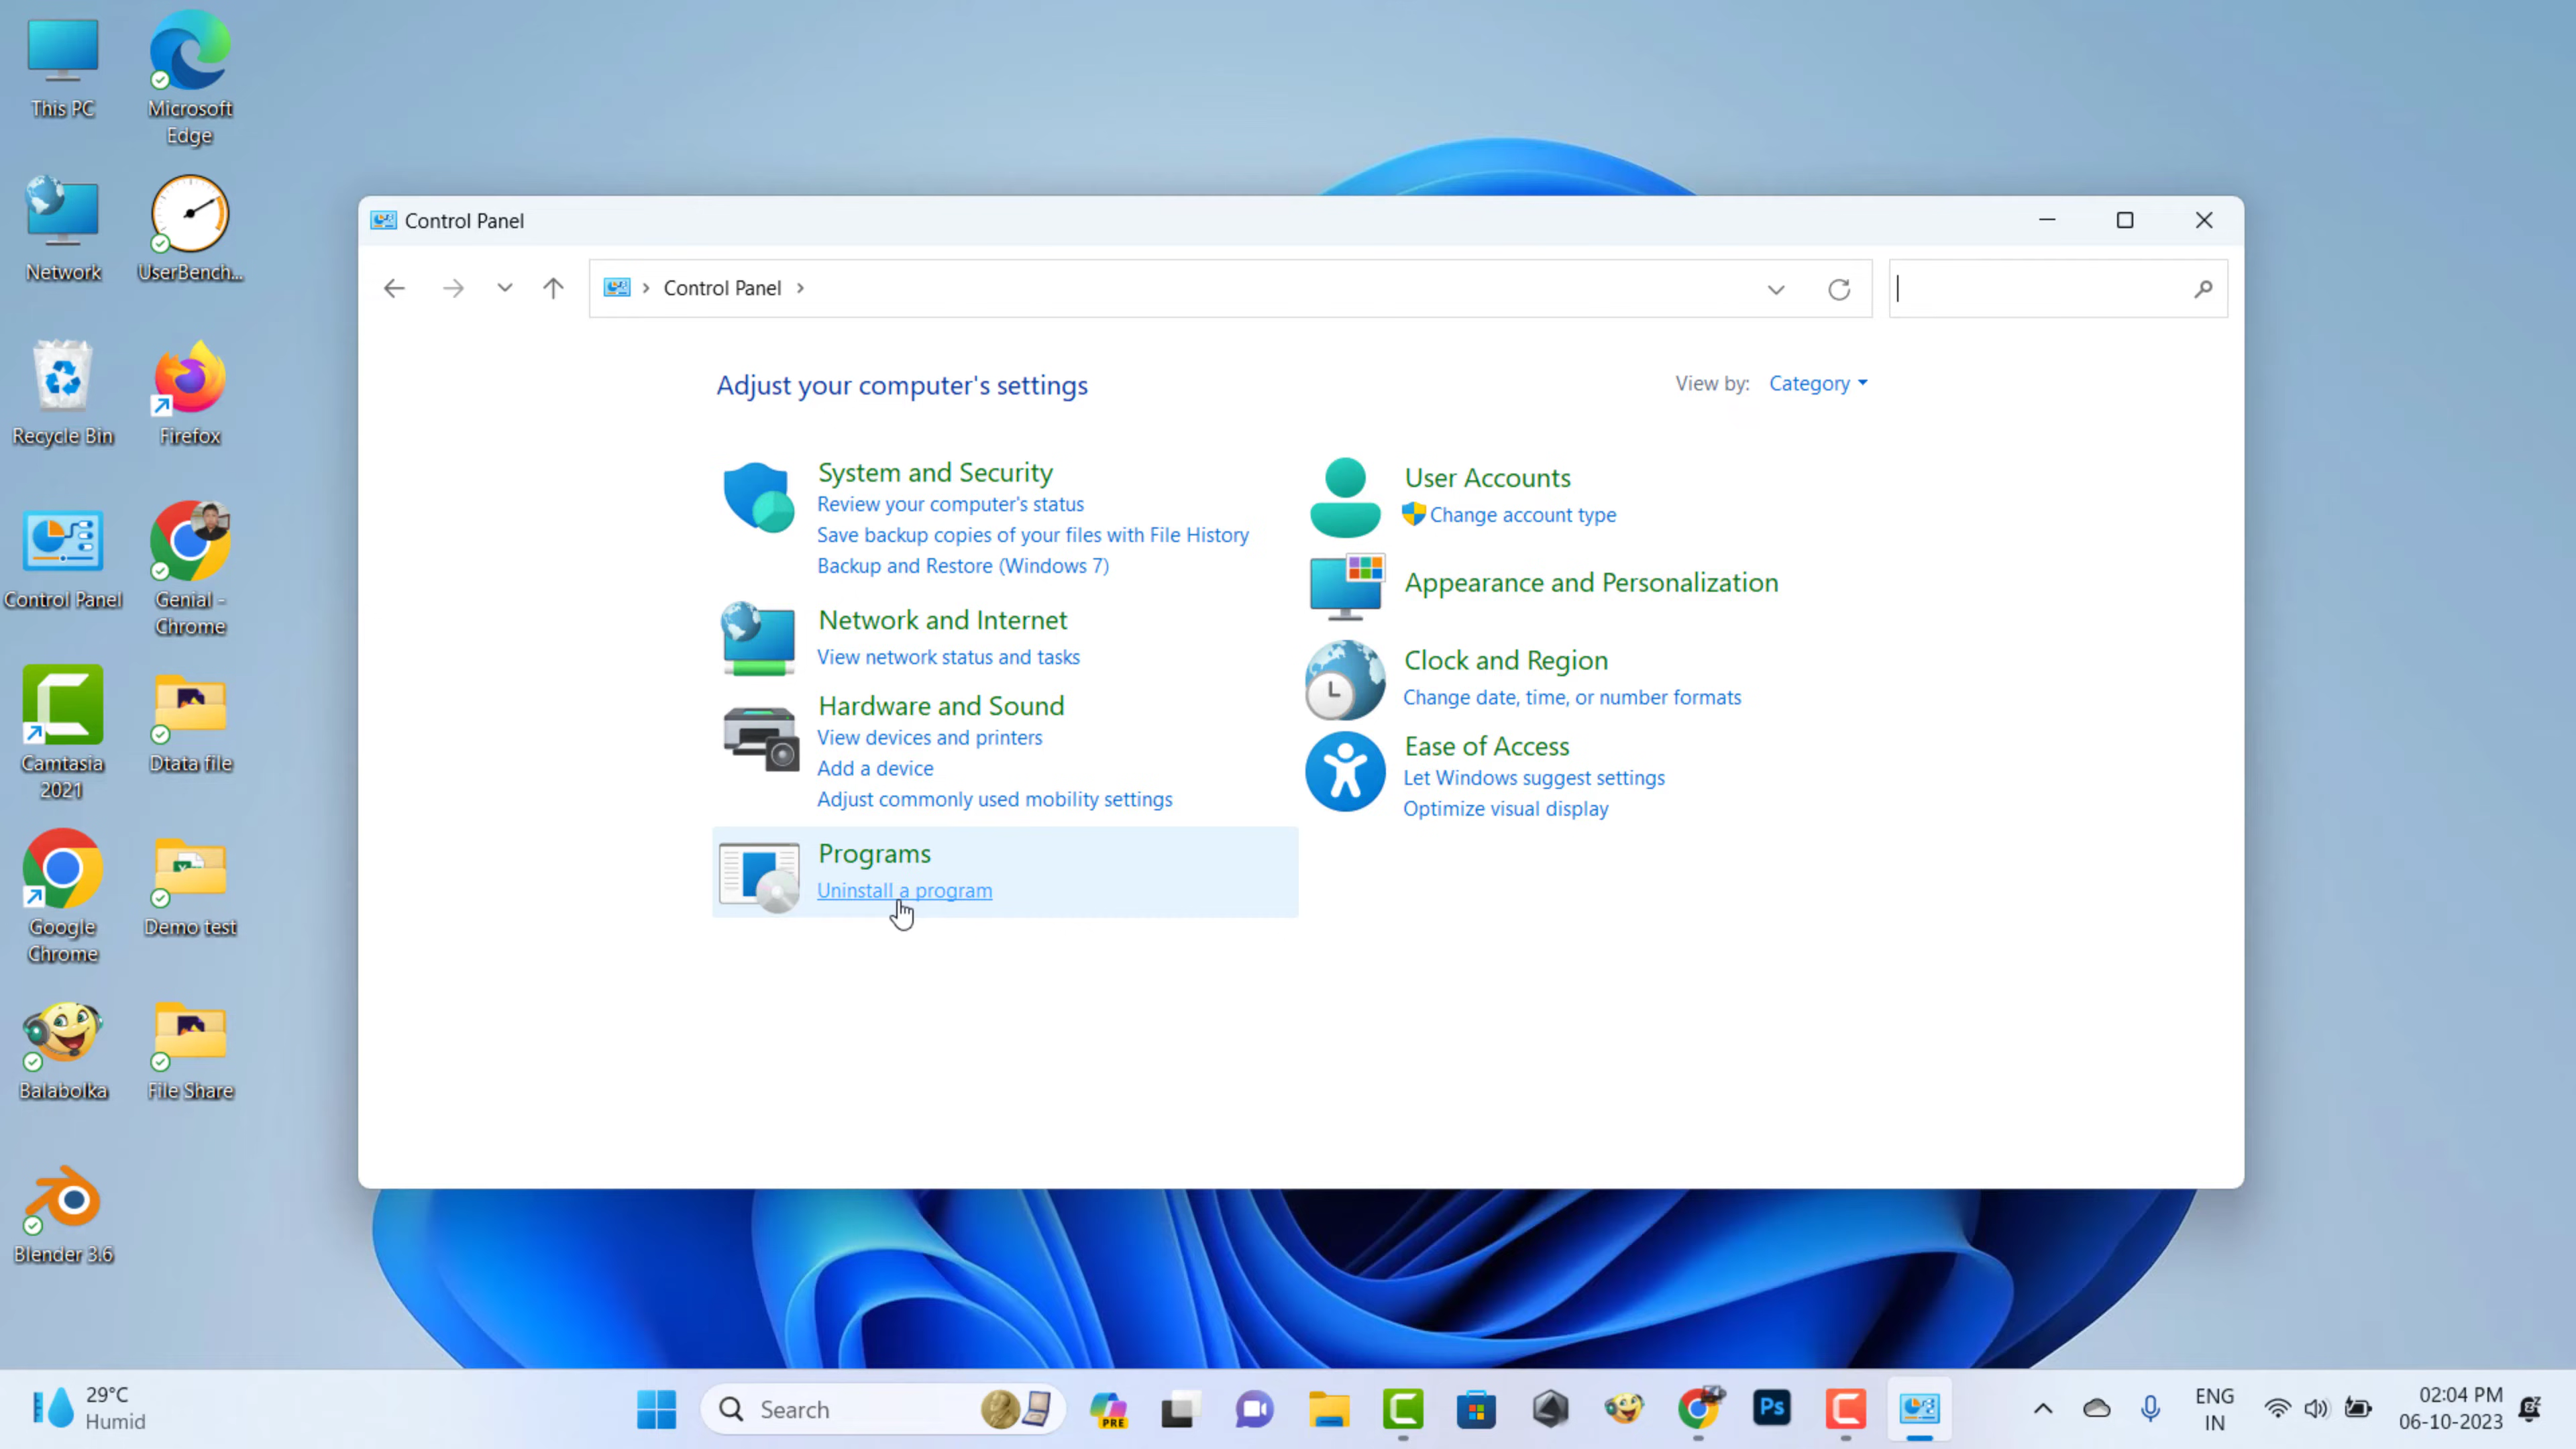 This PC
Microsoft
Edge
Network
UserBench...
Recycle Bin
Firefox
Control Panel
Genial -
Chrome
Camtasia
2021
Dtata file
Google
Chrome
Demo test
Balabolka
File Share
Blender 3.6
Control Panel
Control Panel
Adjust your computer's settings
View by: Category
System and Security
Review your computer's status
Save backup copies of your files with File History
Backup and Restore (Windows 7)
Network and Internet
View network status and tasks
Hardware and Sound
View devices and printers
Add a device
Adjust commonly used mobility settings
Programs
Uninstall a program
User Accounts
Change account type
Appearance and Personalization
Clock and Region
Change date, time, or number formats
Ease of Access
Let Windows suggest settings
Optimize visual display
29°C
Humid
Search
PRE
Ps
ENG
IN
02:04 PM
06-10-2023